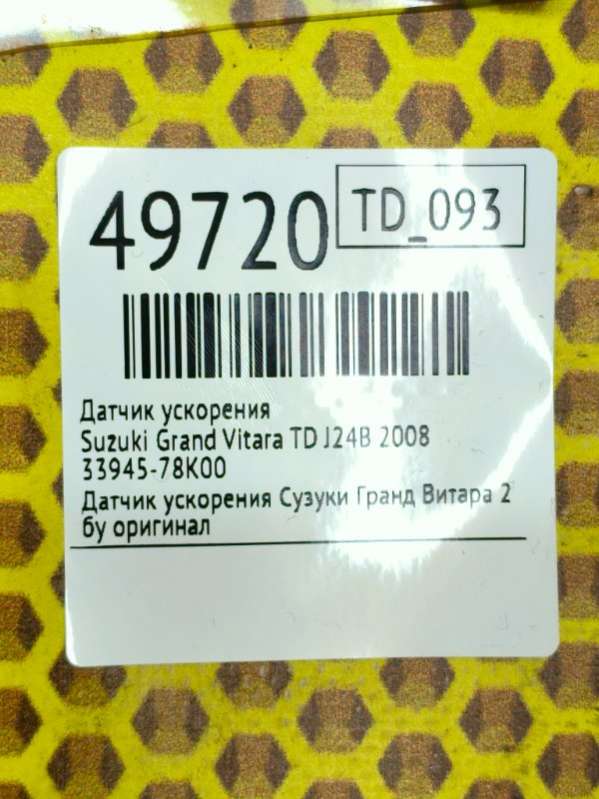 49720
TD_093
Датчик ускорения
Suzuki Grand Vitara TD J24B 2008
33945-78K00
Датчик ускорения Сузуки Гранд Витара 2
бу оригинал